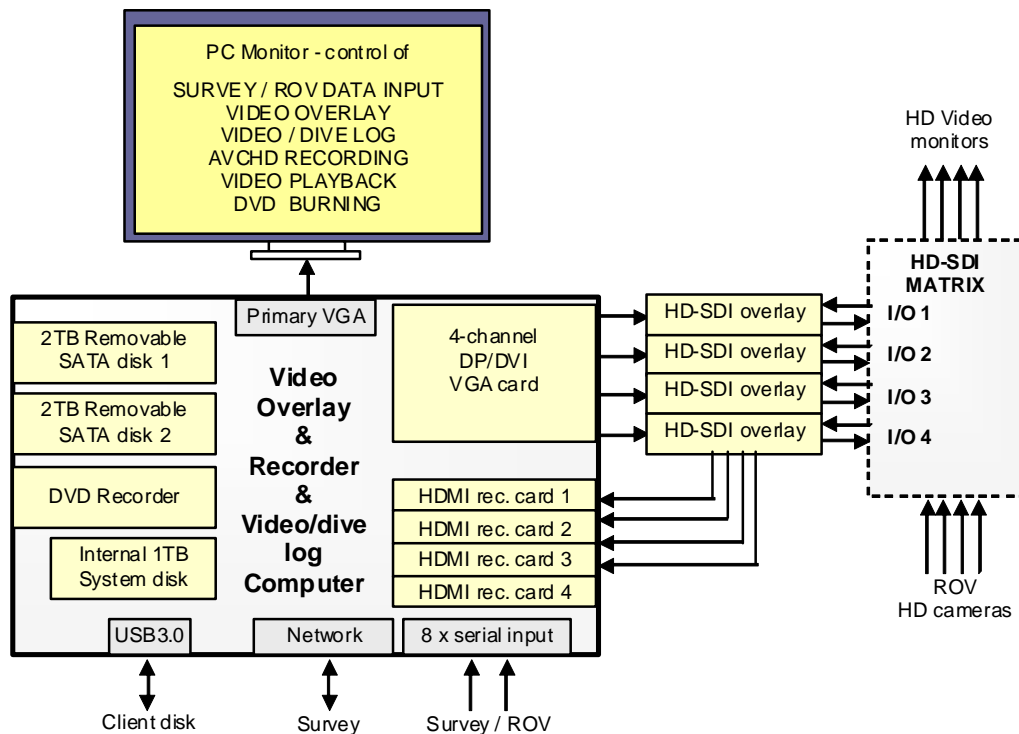 PC Monitor - control of
SURVEY / ROV DATA INPUT
VIDEO OVERLAY
VIDEO / DIVE LOG
AVCHD RECORDING
VIDEO PLAYBACK
DVD BURNING
HD Video
monitors
HD-SDI
MATRIX
I/O 1
I/O 2
I/O 3
I/O 4
ROV
HD cameras
Primary VGA
2TB Removable
SATA disk 1
2TB Removable
SATA disk 2
DVD Recorder
Internal 1TB
System disk
Video
Overlay
&
Recorder
&
Video/dive
log
Computer
4-channel
DP/DVI
VGA card
HD-SDI overlay
HD-SDI overlay
HD-SDI overlay
HD-SDI overlay
HDMI rec. card 1
HDMI rec. card 2
HDMI rec. card 3
HDMI rec. card 4
USB3.0
Network
8 x serial input
Client disk
Survey
Survey / ROV